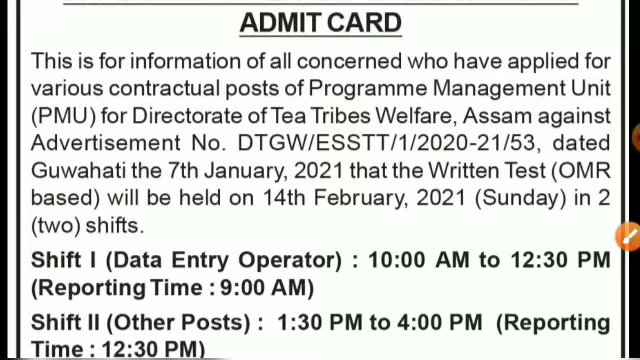 ADMIT CARD
This is for information of all concerned who have applied for
various contractual posts of Programme Management Unit
(PMU) for Directorate of Tea Tribes Welfare, Assam against
Advertisement No. DTGW/ESSTT/1/2020-21/53, dated
Guwahati the 7th January, 2021 that the Written Test (OMR
based) will be held on 14th February, 2021 (Sunday) in 2
(two) shifts.
Shift I (Data Entry Operator) : 10:00 AM to 12:30 PM
(Reporting Time : 9:00 AM)
Shift II (Other Posts) : 1:30 PM to 4:00 PM (Reporting
Time : 12:30 PM)